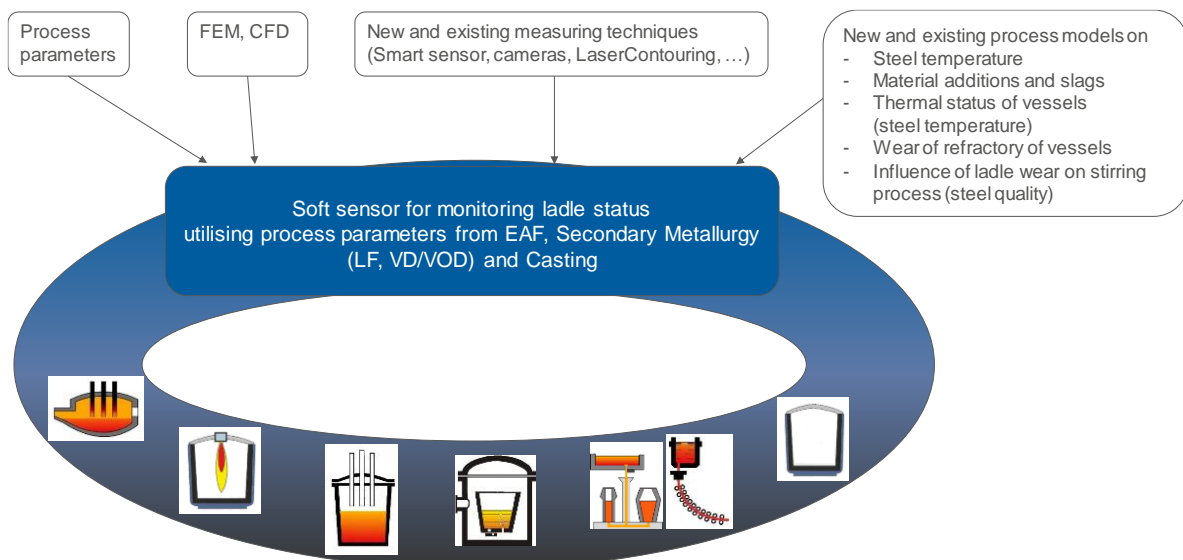 Process
parameters
FEM, CFD
New and existing measuring techniques
(Smart sensor, cameras, LaserContouring, …)
New and existing process models on
- Steel temperature
- Material additions and slags
- Thermal status of vessels
(steel temperature)
- Wear of refractory of vessels
- Influence of ladle wear on stirring
process (steel quality)
Soft sensor for monitoring ladle status
utilising process parameters from EAF, Secondary Metallurgy
(LF, VD/VOD) and Casting